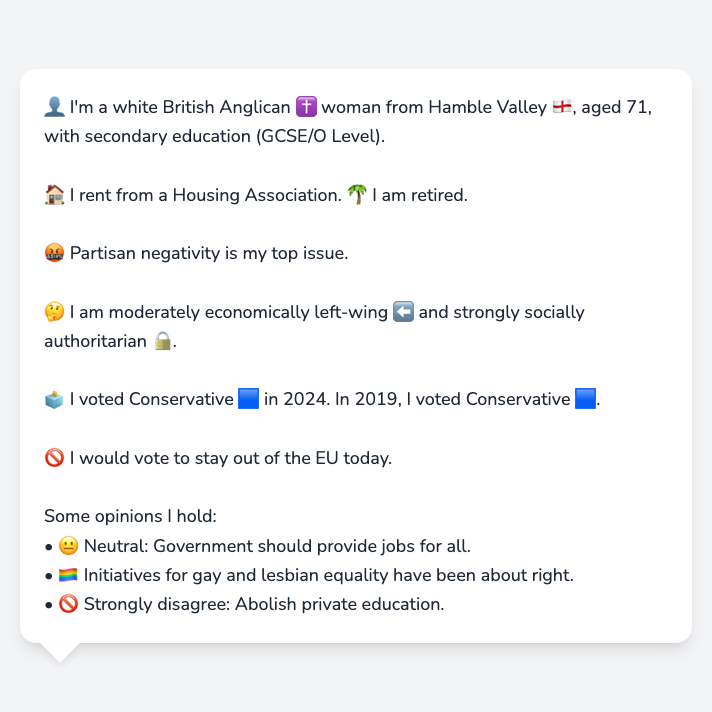 👤 I'm a white British Anglican ✝️ woman from Hamble Valley 🏴󠁧󠁢󠁥󠁮󠁧󠁿, aged 71,
with secondary education (GCSE/O Level).
🏠 I rent from a Housing Association. 🌴 I am retired.
🤬 Partisan negativity is my top issue.
🤔 I am moderately economically left-wing ⬅️ and strongly socially
authoritarian 🔒.
🗳️ I voted Conservative 🟦 in 2024. In 2019, I voted Conservative 🟦.
🚫 I would vote to stay out of the EU today.
Some opinions I hold:
• 😐 Neutral: Government should provide jobs for all.
• 🏳️‍🌈 Initiatives for gay and lesbian equality have been about right.
• 🚫 Strongly disagree: Abolish private education.